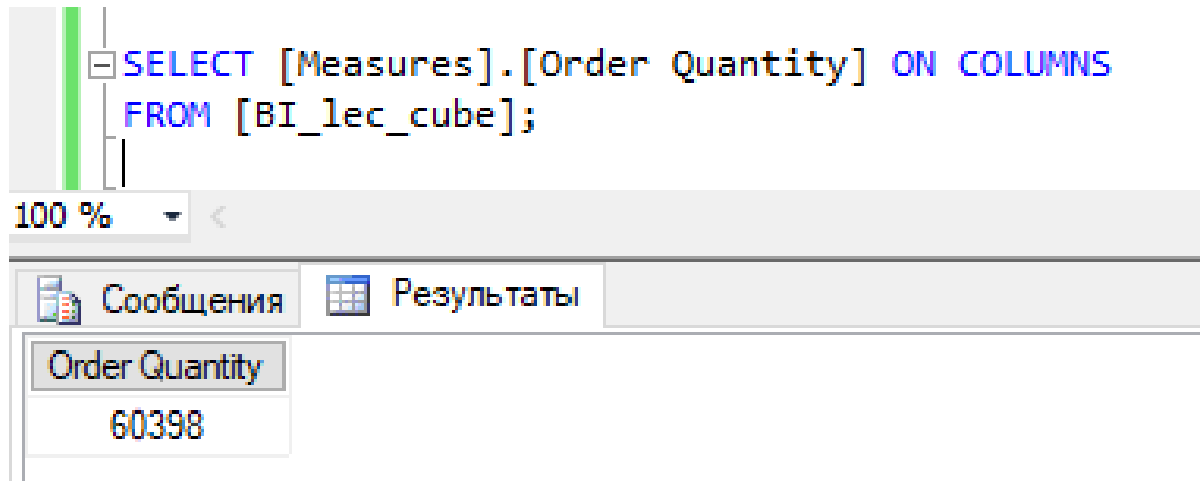 SELECT [Measures].[Order Quantity] ON COLUMNS
FROM [BI_lec_cube];
100 %
Сообщения Результаты
Order Quantity
60398